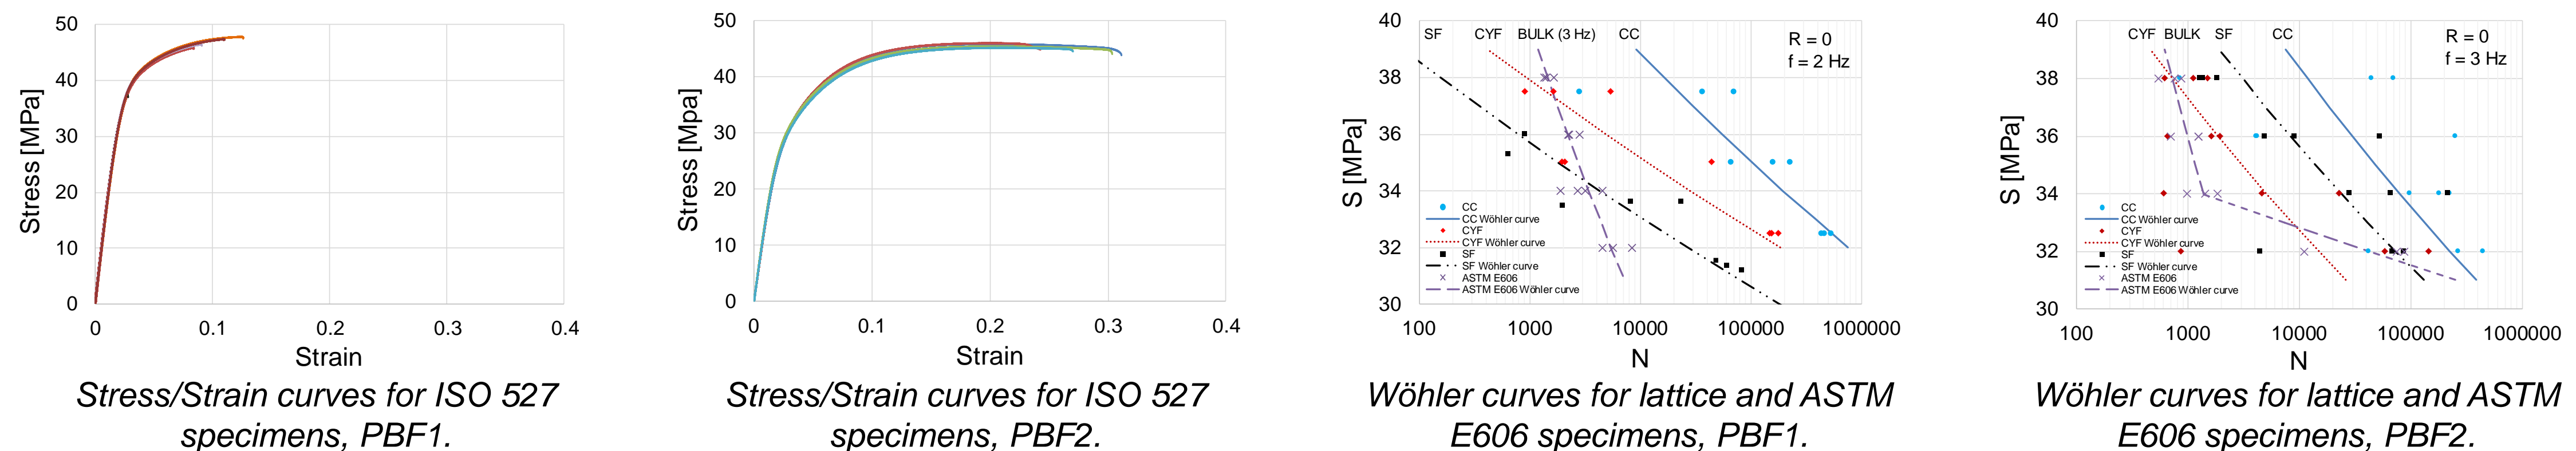 50
40
30
20
10
0
Stress [MPa]
0 0.1 0.2 0.3 0.4
Strain
Stress/Strain curves for ISO 527
specimens, PBF1.
50
40
30
20
10
0
Stress [Mpa]
0 0.1 0.2 0.3 0.4
Strain
Stress/Strain curves for ISO 527
specimens, PBF2.
40
38
36
34
32
30
S [MPa]
SF CYF BULK (3 Hz) CC
R = 0
f = 2 Hz
CC
CC Wöhler curve
CYF
CYF Wöhler curve
SF
SF Wöhler curve
ASTM E606
ASTM E606 Wöhler curve
100 1000 10000 100000 1000000
N
Wöhler curves for lattice and ASTM
E606 specimens, PBF1.
40
38
36
34
32
30
S [MPa]
CYF BULK SF CC
R = 0
f = 3 Hz
CC
CC Wöhler curve
CYF
CYF Wöhler curve
SF
SF Wöhler curve
ASTM E606
ASTM E606 Wöhler curve
100 1000 10000 100000 1000000
N
Wöhler curves for lattice and ASTM
E606 specimens, PBF2.